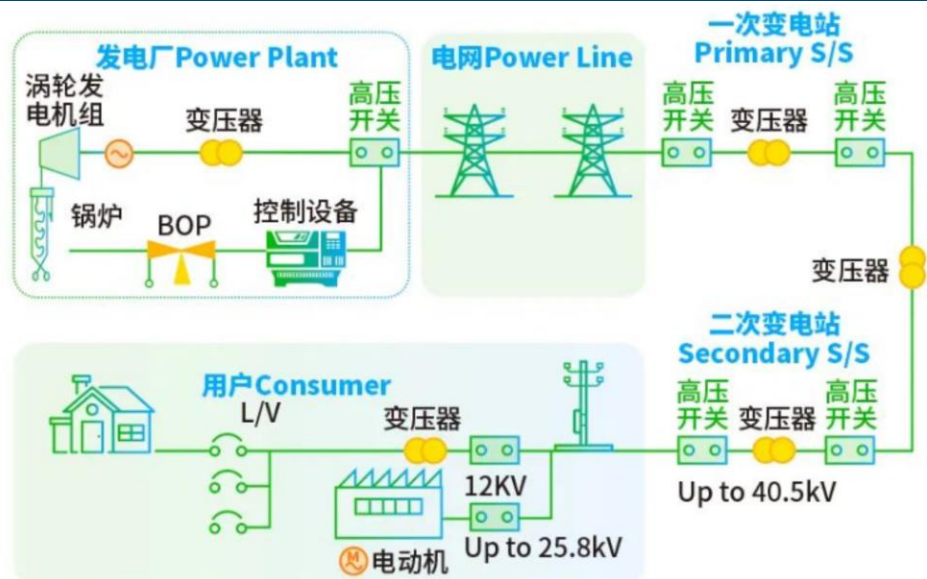 发电厂Power Plant
涡轮发
电机组
变压器
高压
开关
锅炉
BOP
控制设备
电网Power Line
一次变电站
Primary S/S
高压
开关
变压器
高压
开关
变压器
二次变电站
Secondary S/S
高压
开关
变压器
高压
开关
Up to 40.5kV
用户Consumer
L/V
变压器
12KV
Up to 25.8kV
M
电动机